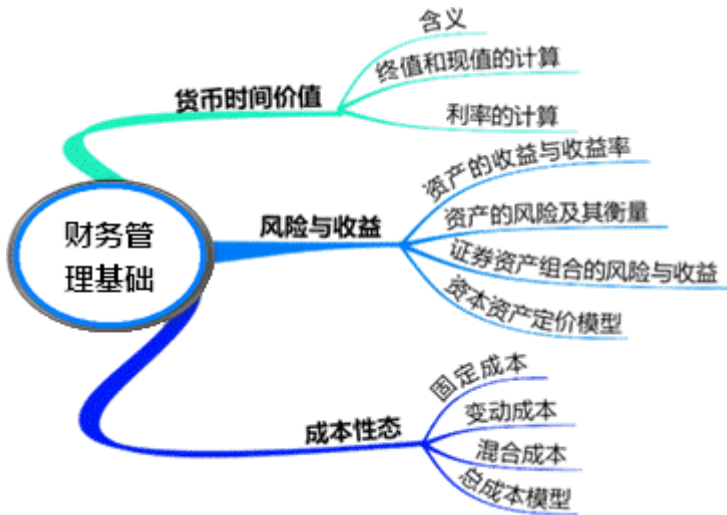 财务管
理基础
货币时间价值
含义
终值和现值的计算
利率的计算
风险与收益
资产的收益与收益率
资产的风险及其衡量
证券资产组合的风险与收益
资本资产定价模型
成本性态
固定成本
变动成本
混合成本
总成本模型